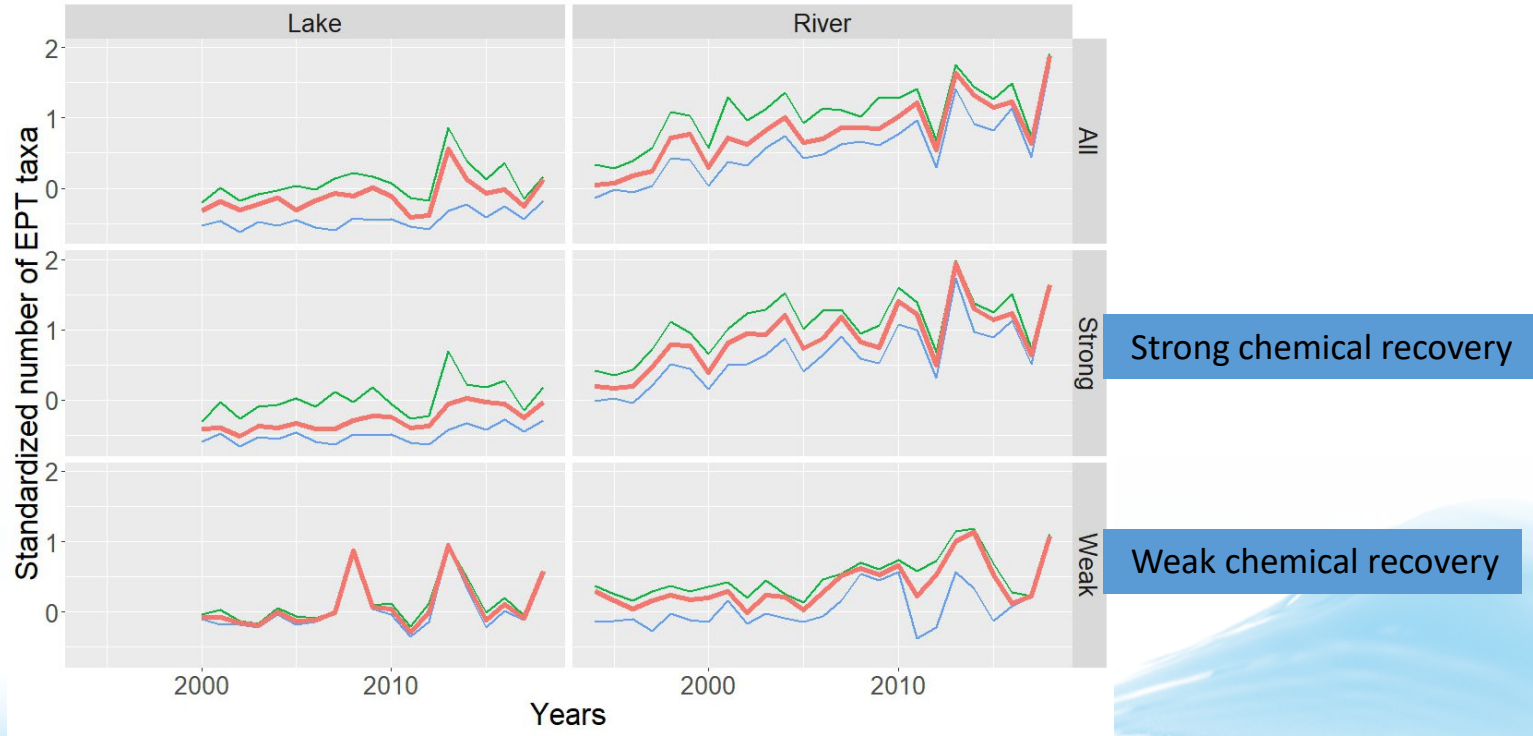 Lake
River
2
1
0
All
2
1
0
Strong
2
1
0
Weak
Standardized number of EPT taxa
2000
2010
2000
2010
Years
Strong chemical recovery
Weak chemical recovery